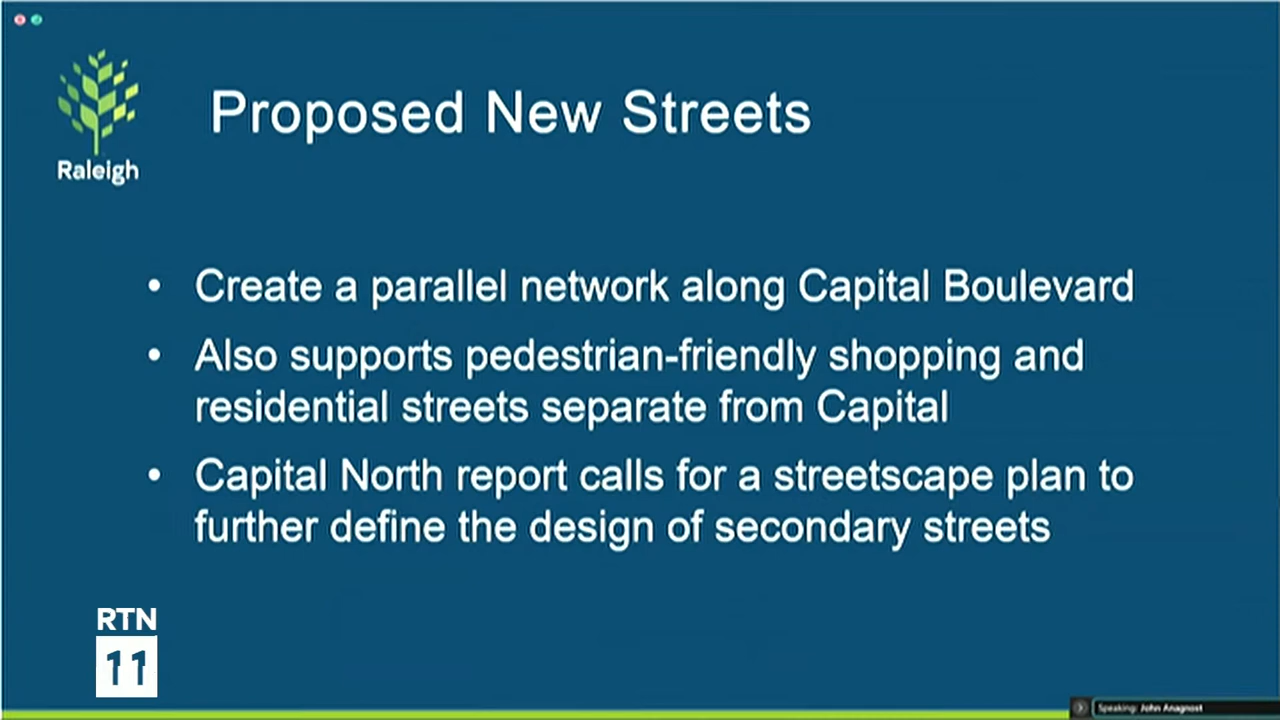 Proposed New Streets
Raleigh
• Create a parallel network along Capital Boulevard
• Also supports pedestrian-friendly shopping and
residential streets separate from Capital
• Capital North report calls for a streetscape plan to
further define the design of secondary streets
RTN
11
Speaking: John Anagnost